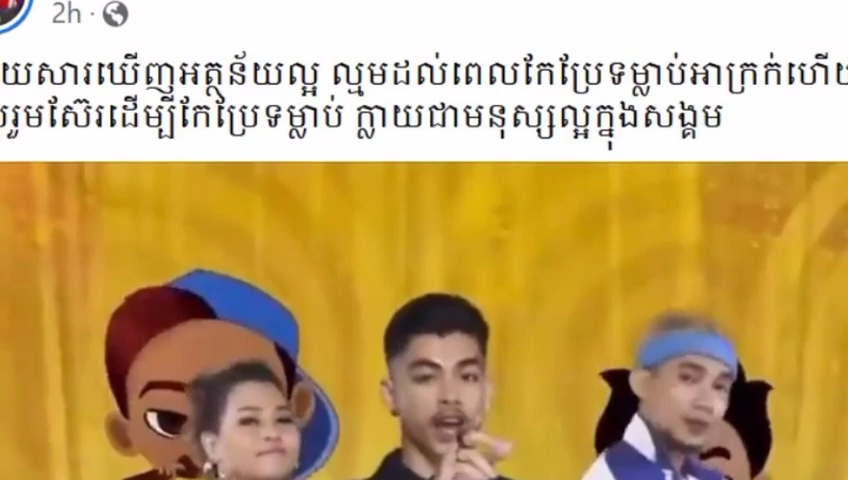 2h ·
យសារឃើញអត្ថន័យល្អ ល្មមដល់ពេលកែប្រែទម្លាប់អាក្រក់ហើយ
រួមស៊ែរដើម្បីកែប្រែទម្លាប់ ក្លាយជាមនុស្សល្អក្នុងសង្គម